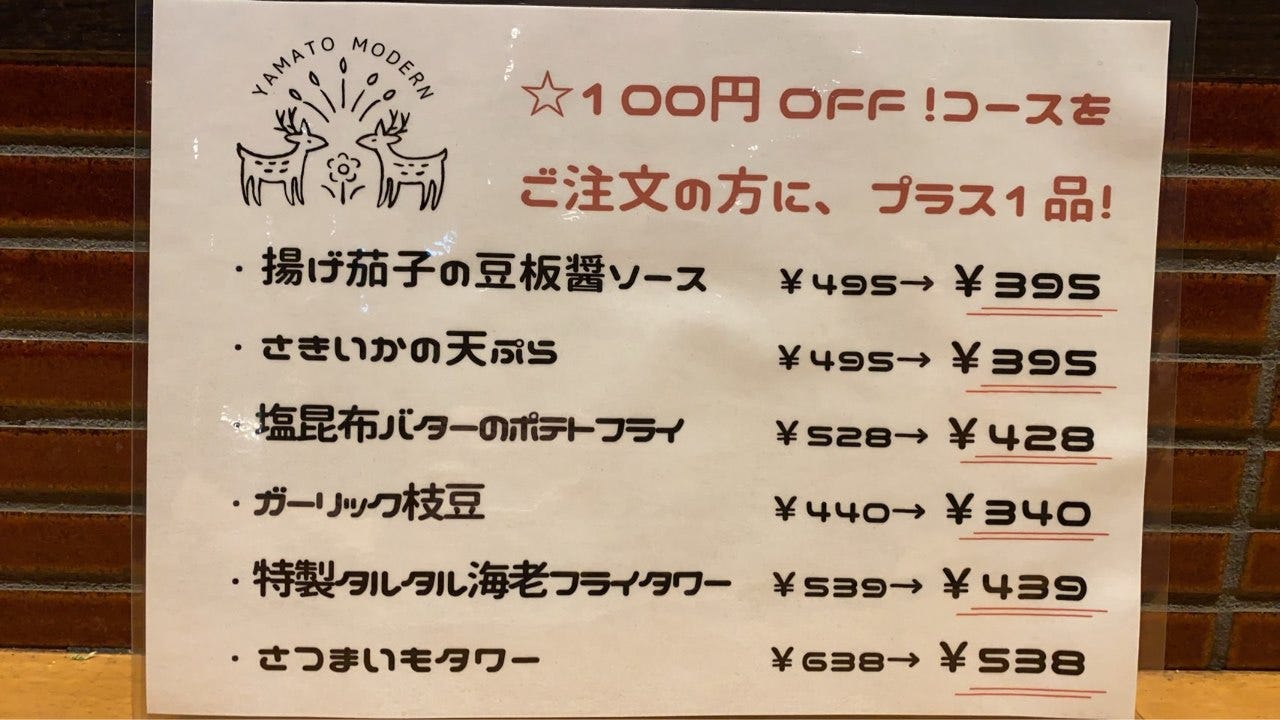 YAMATO MODERN
☆100円 OFF!コースを
ご注文の方に、プラス1品!
・揚げ茄子の豆板醤ソース ¥495→ ¥395
・さきいかの天ぷら ¥495→ ¥395
・塩昆布バターのポテトフライ ¥528→ ¥428
・ガーリック枝豆 ¥440→ ¥340
・特製タルタル海老フライタワー ¥539→ ¥439
・さつまいもタワー ¥638→ ¥538